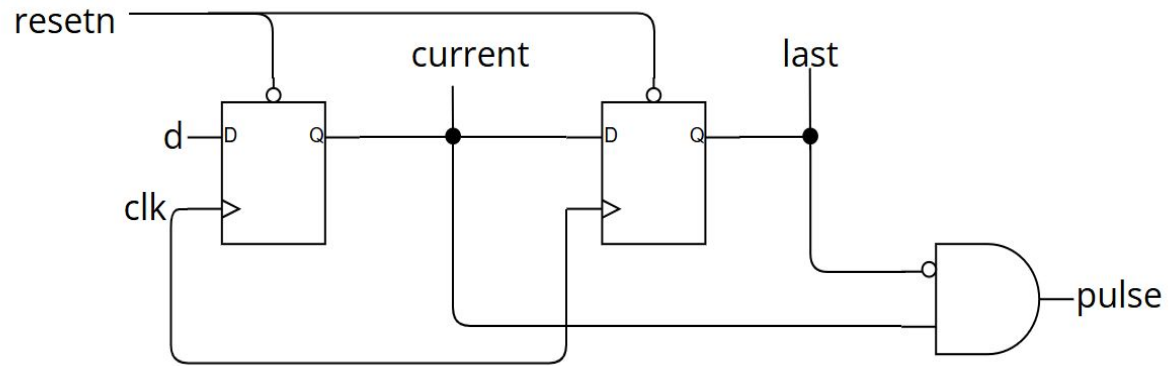 resetn
current
last
d
D
Q
D
Q
clk
pulse